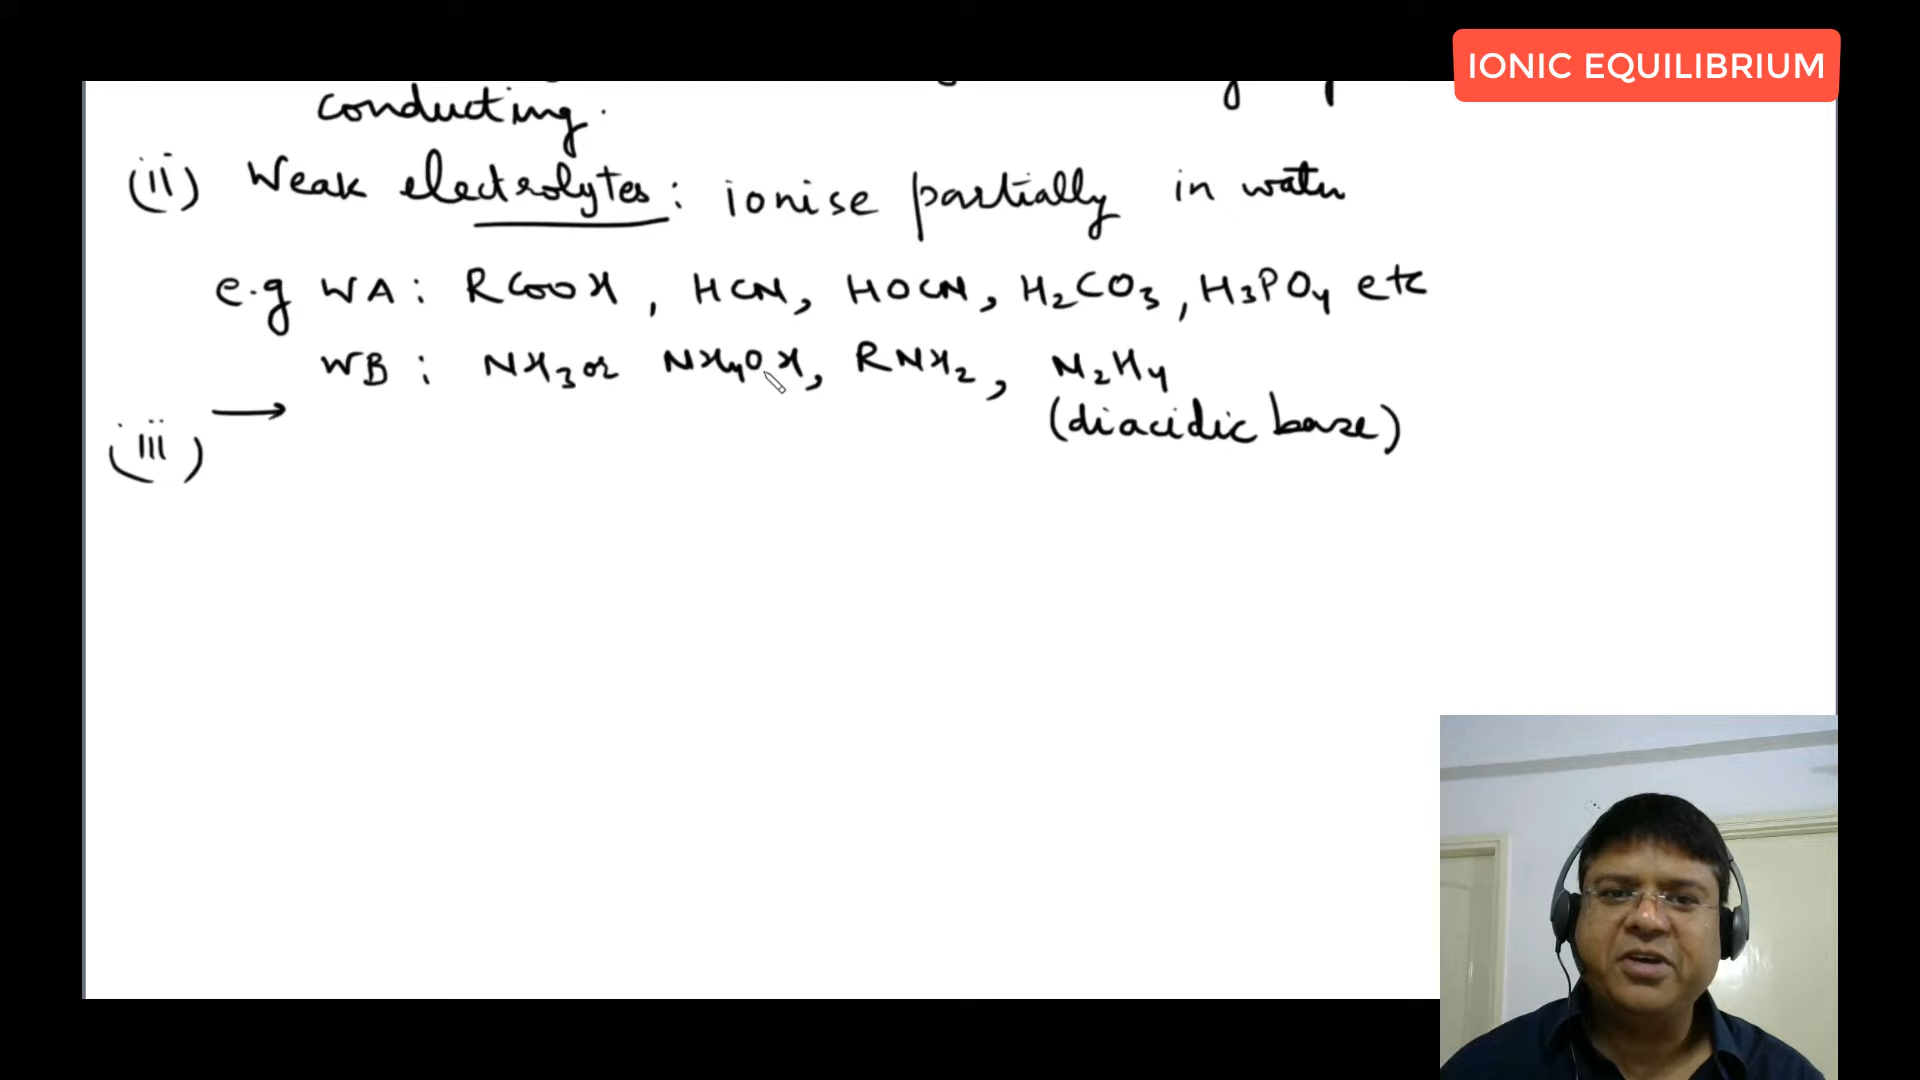 IONIC EQUILIBRIUM
conducting.
(ii) Weak electrolytes : ionise partially in water
e.g WA : RCOOH, HCN, HOCN, H₂CO₃, H₃PO₄ etc
WB : NH₃ or NH₄OH, RNH₂, N₂H₄
(diacidic base)
(iii) →